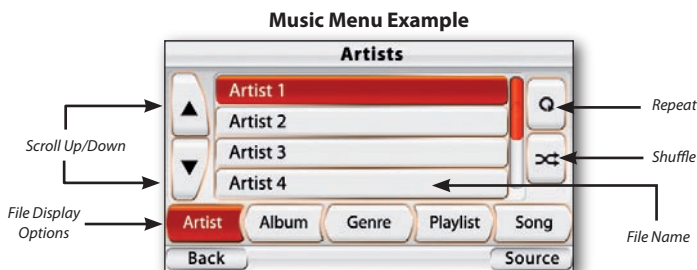 Music Menu Example
Artists
Artist 1
Artist 2
Artist 3
Artist 4
Artist Album Genre Playlist Song
Back Source
Scroll Up/Down
File Display
Options
Repeat
Shuffle
File Name